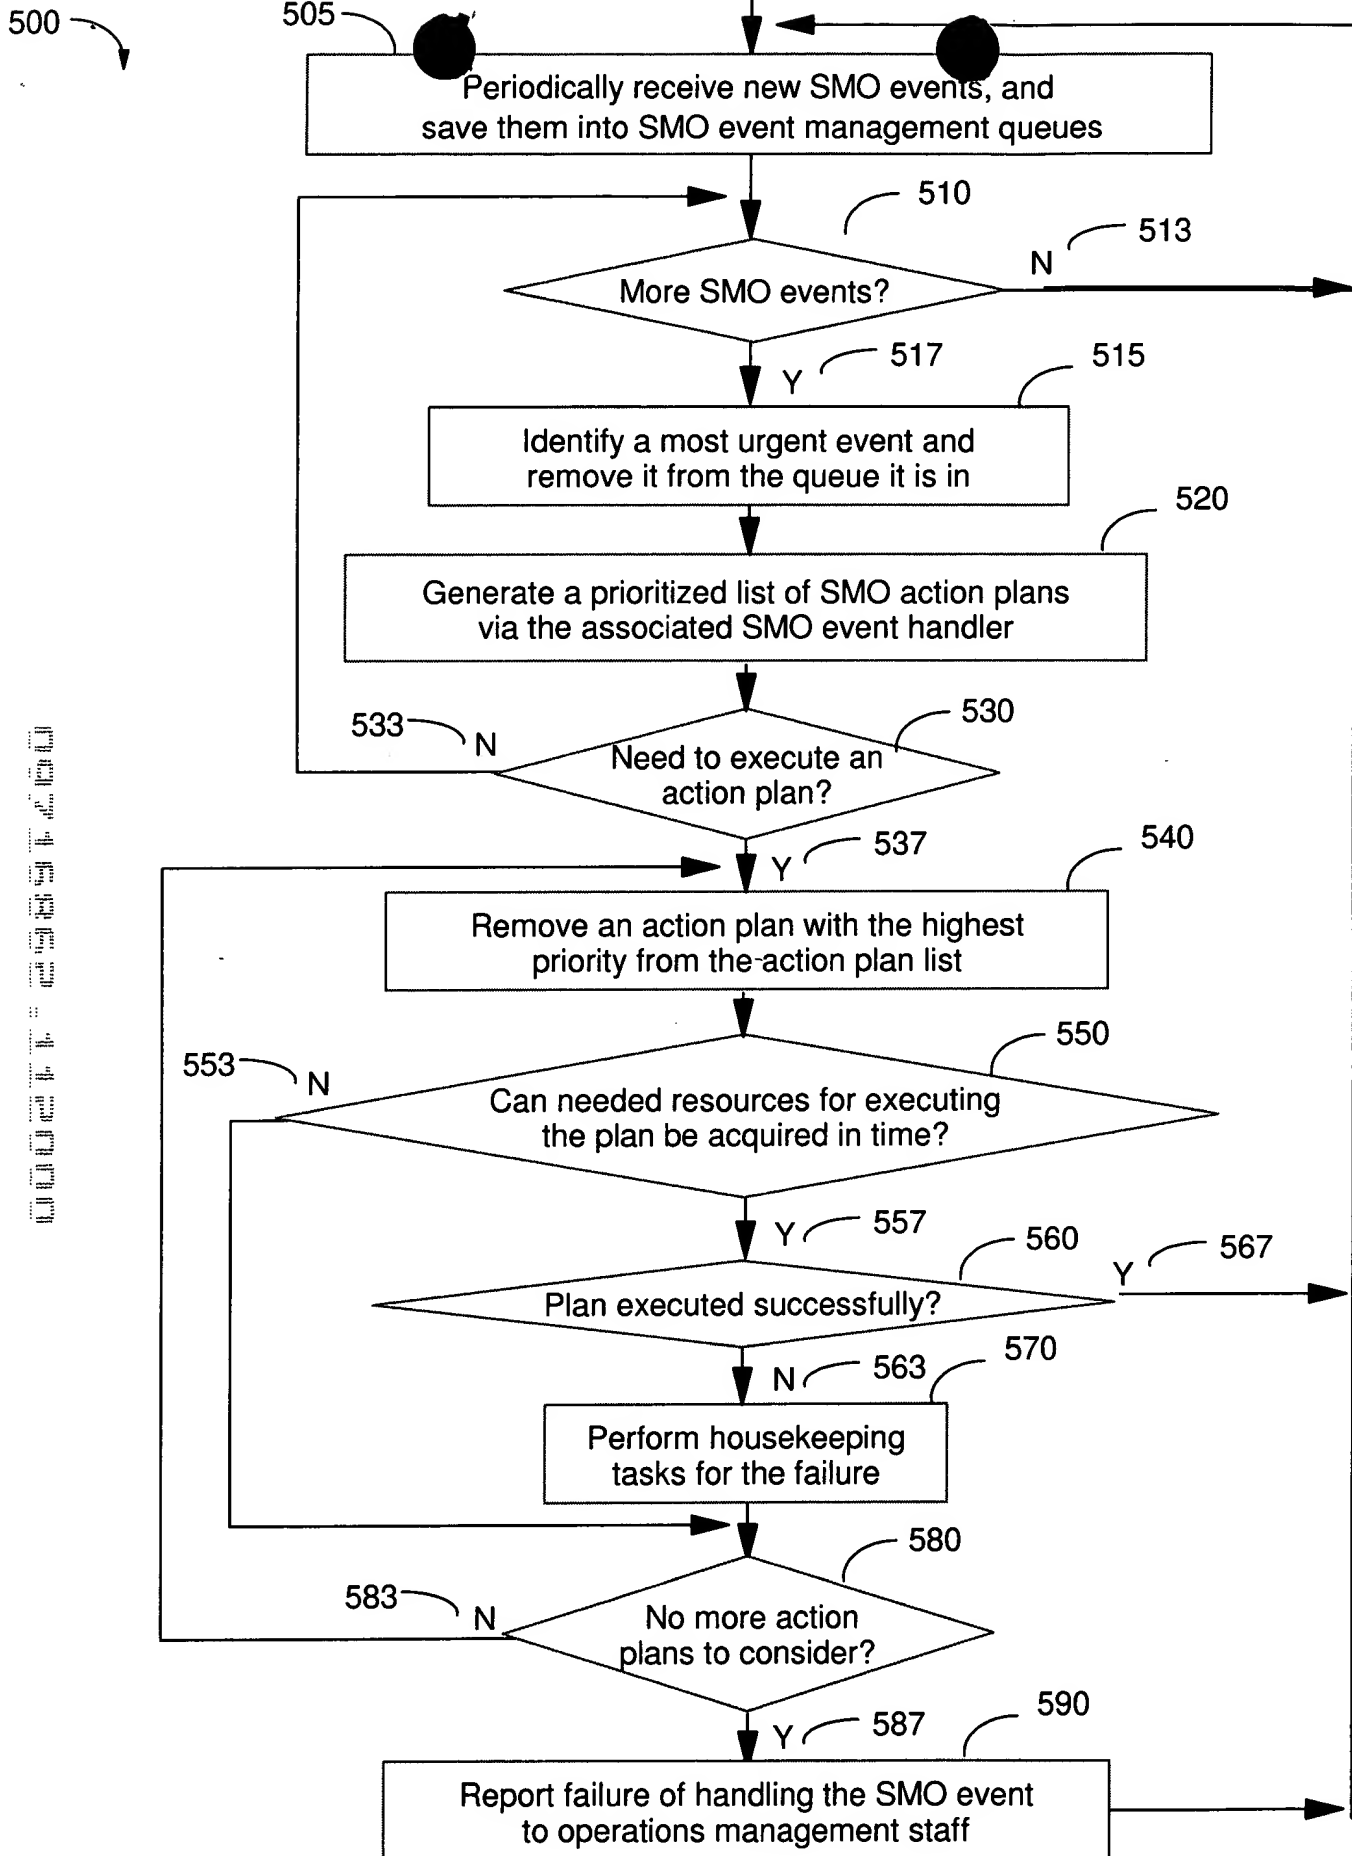 500
505
Periodically receive new SMO events, and
save them into SMO event management queues
510
513
N
More SMO events?
517
515
Y
Identify a most urgent event and
remove it from the queue it is in
520
Generate a prioritized list of SMO action plans
via the associated SMO event handler
530
533
N
Need to execute an
action plan?
537
540
Y
Remove an action plan with the highest
priority from the action plan list
550
553
N
Can needed resources for executing
the plan be acquired in time?
557
560
567
Y
Y
Plan executed successfully?
570
563
N
Perform housekeeping
tasks for the failure
580
583
N
No more action
plans to consider?
590
587
Y
Report failure of handling the SMO event
to operations management staff